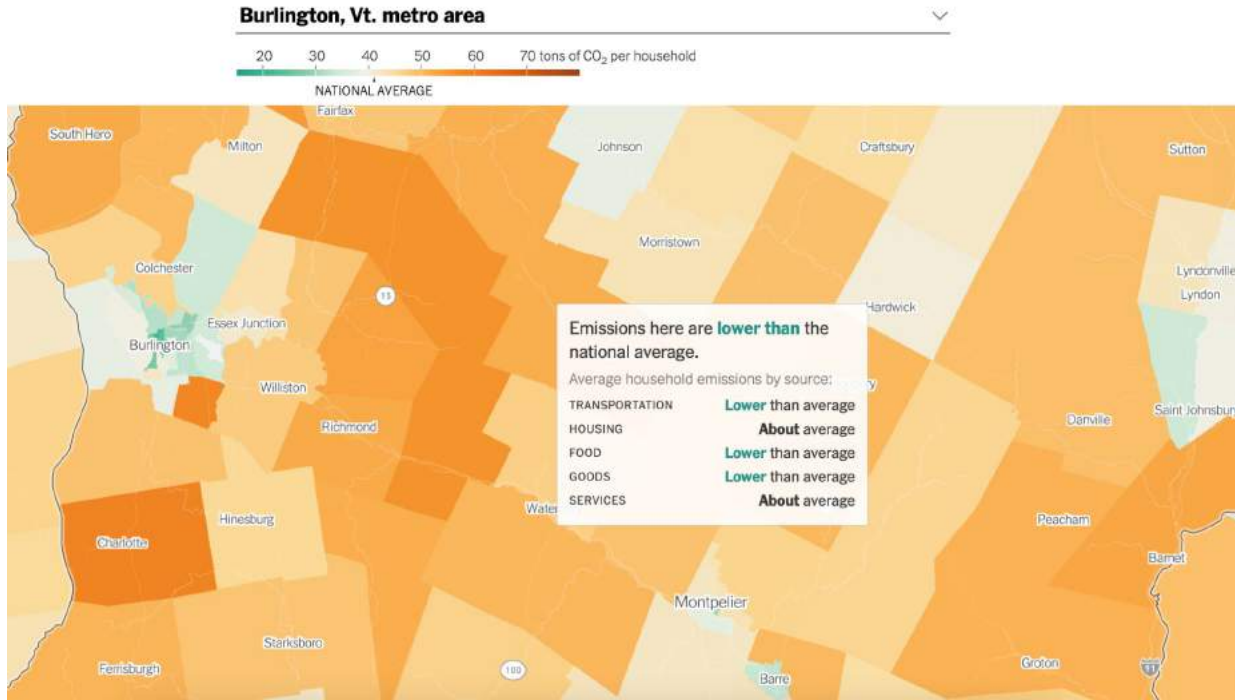 Burlington, Vt. metro area
20 30 40 50 60 70 tons of CO2 per household
NATIONAL AVERAGE
Fairfax
South Hero
Milton
Johnson
Craftsbury
Sutton
Morristown
Colchester
Lyndonville
Lyndon
15
Hardwick
Essex Junction
Burlington
Emissions here are lower than the
national average.
Average household emissions by source:
TRANSPORTATION Lower than average
HOUSING About average
FOOD Lower than average
GOODS Lower than average
SERVICES About average
Williston
Richmond
Danville
Saint Johnsbury
Hinesburg
Peacham
Charlotte
Barnet
Montpelier
Starksboro
Ferrisburgh
100
Barre
Groton
91